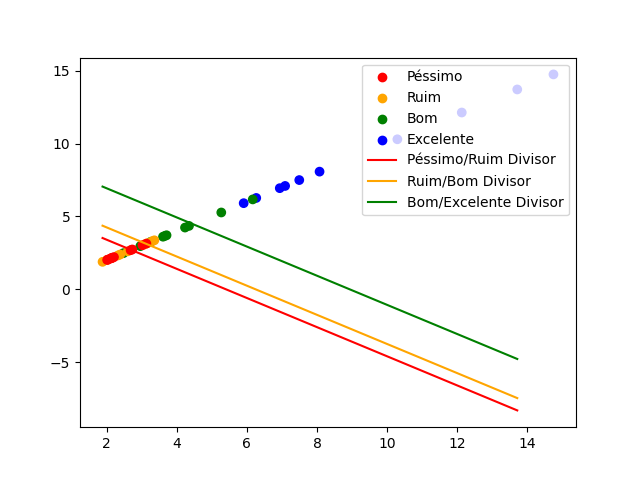 15
10
5
0
−5
2
4
6
8
10
12
14
Péssimo
Ruim
Bom
Excelente
Péssimo/Ruim Divisor
Ruim/Bom Divisor
Bom/Excelente Divisor